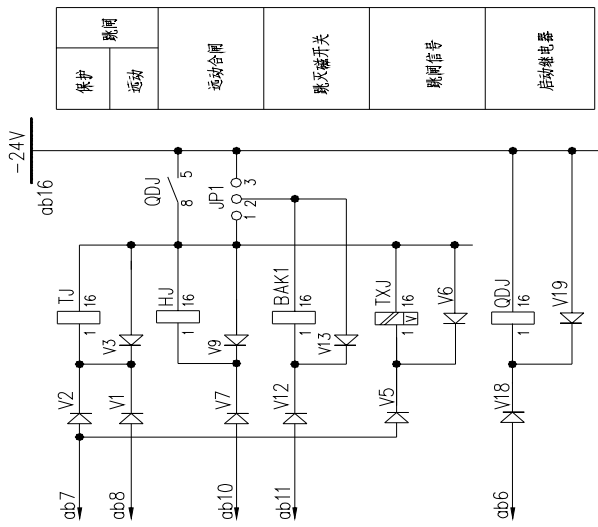 跳闸
保护
远动
远动合闸
跳灭磁开关
跳闸信号
启动继电器
-24V
ab16
QDJ
8
5
JP1
1
2
3
TJ
1
16
V3
HJ
1
16
V9
BAK1
1
16
V13
TXJ
1
16
V
V6
QDJ
1
16
V19
V2
V1
V7
V12
V5
V18
ab7
ab8
ab10
ab11
ab6